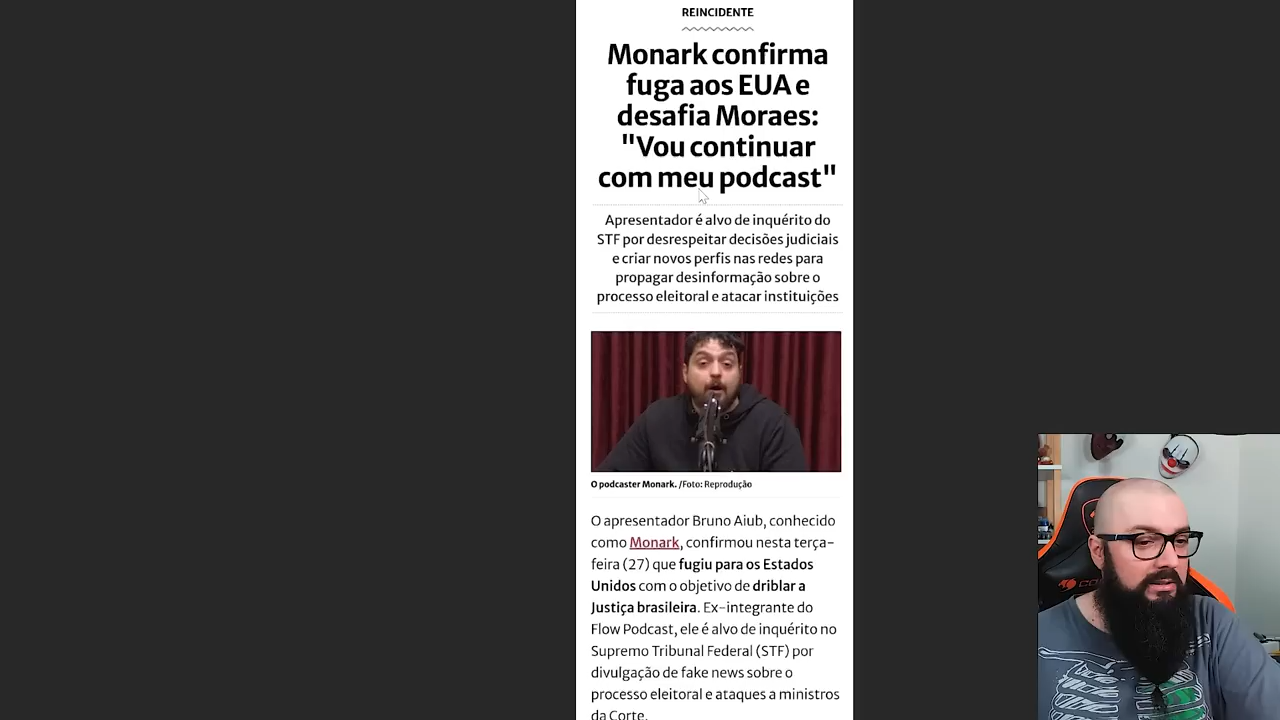 REINCIDENTE
Monark confirma
fuga aos EUA e
desafia Moraes:
"Vou continuar
com meu podcast"
Apresentador é alvo de inquérito do
STF por desrespeitar decisões judiciais
e criar novos perfis nas redes para
propagar desinformação sobre o
processo eleitoral e atacar instituições
O podcaster Monark. /Foto: Reprodução
O apresentador Bruno Aiub, conhecido
como Monark, confirmou nesta terça-
feira (27) que fugiu para os Estados
Unidos com o objetivo de driblar a
Justiça brasileira. Ex-integrante do
Flow Podcast, ele é alvo de inquérito no
Supremo Tribunal Federal (STF) por
divulgação de fake news sobre o
processo eleitoral e ataques a ministros
da Corte.